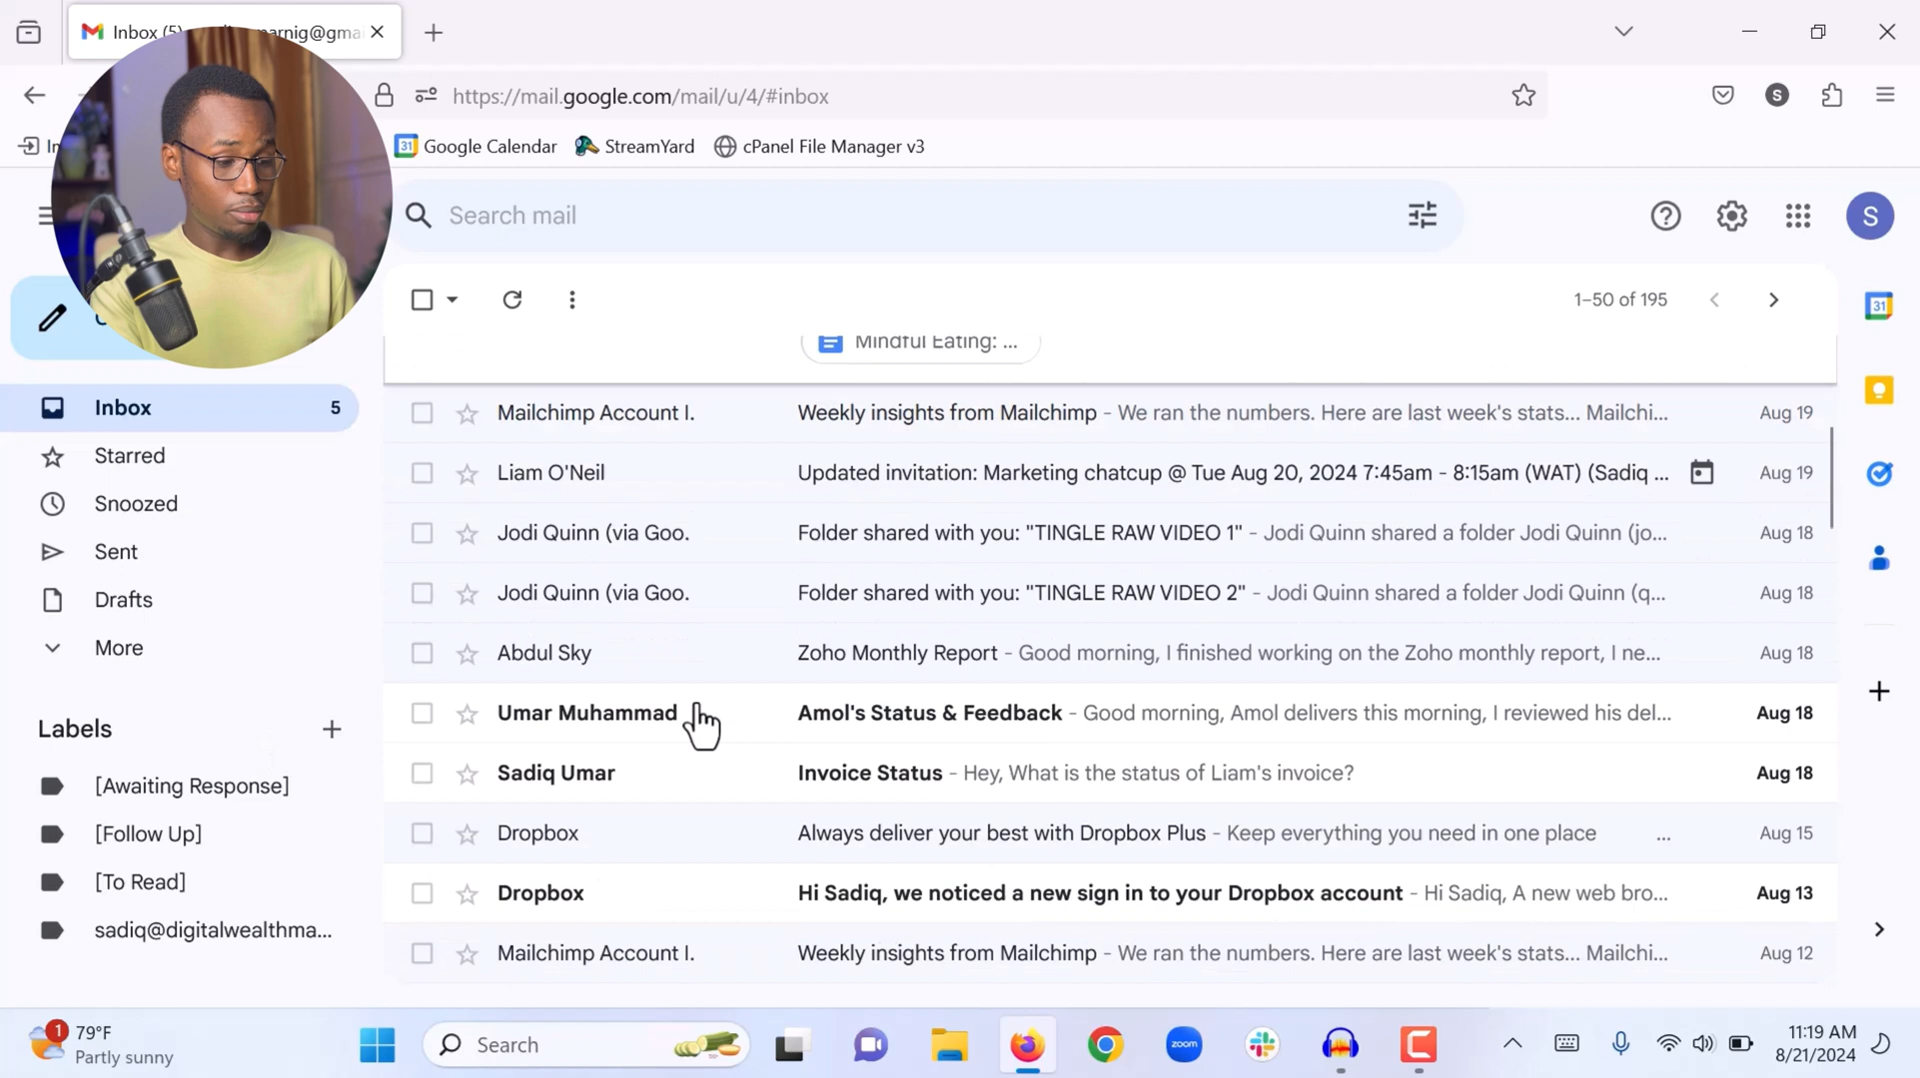 Inbox (5)
arnig@gma
https://mail.google.com/mail/u/4/#inbox
S
31 Google Calendar
StreamYard
cPanel File Manager v3
Search mail
S
1–50 of 195
31
Mindful Eating: ...
Inbox 5
Starred
Snoozed
Sent
Drafts
More
Labels
[Awaiting Response]
[Follow Up]
[To Read]
sadiq@digitalwealthma...
Mailchimp Account I. Weekly insights from Mailchimp - We ran the numbers. Here are last week's stats... Mailchi... Aug 19
Liam O'Neil Updated invitation: Marketing chatcup @ Tue Aug 20, 2024 7:45am - 8:15am (WAT) (Sadiq ... Aug 19
Jodi Quinn (via Goo. Folder shared with you: "TINGLE RAW VIDEO 1" - Jodi Quinn shared a folder Jodi Quinn (jo... Aug 18
Jodi Quinn (via Goo. Folder shared with you: "TINGLE RAW VIDEO 2" - Jodi Quinn shared a folder Jodi Quinn (q... Aug 18
Abdul Sky Zoho Monthly Report - Good morning, I finished working on the Zoho monthly report, I ne... Aug 18
Umar Muhammad Amol's Status & Feedback - Good morning, Amol delivers this morning, I reviewed his del... Aug 18
Sadiq Umar Invoice Status - Hey, What is the status of Liam's invoice? Aug 18
Dropbox Always deliver your best with Dropbox Plus - Keep everything you need in one place ... Aug 15
Dropbox Hi Sadiq, we noticed a new sign in to your Dropbox account - Hi Sadiq, A new web bro... Aug 13
Mailchimp Account I. Weekly insights from Mailchimp - We ran the numbers. Here are last week's stats... Mailchi... Aug 12
1
79°F
Partly sunny
Search
zoom
11:19 AM
8/21/2024